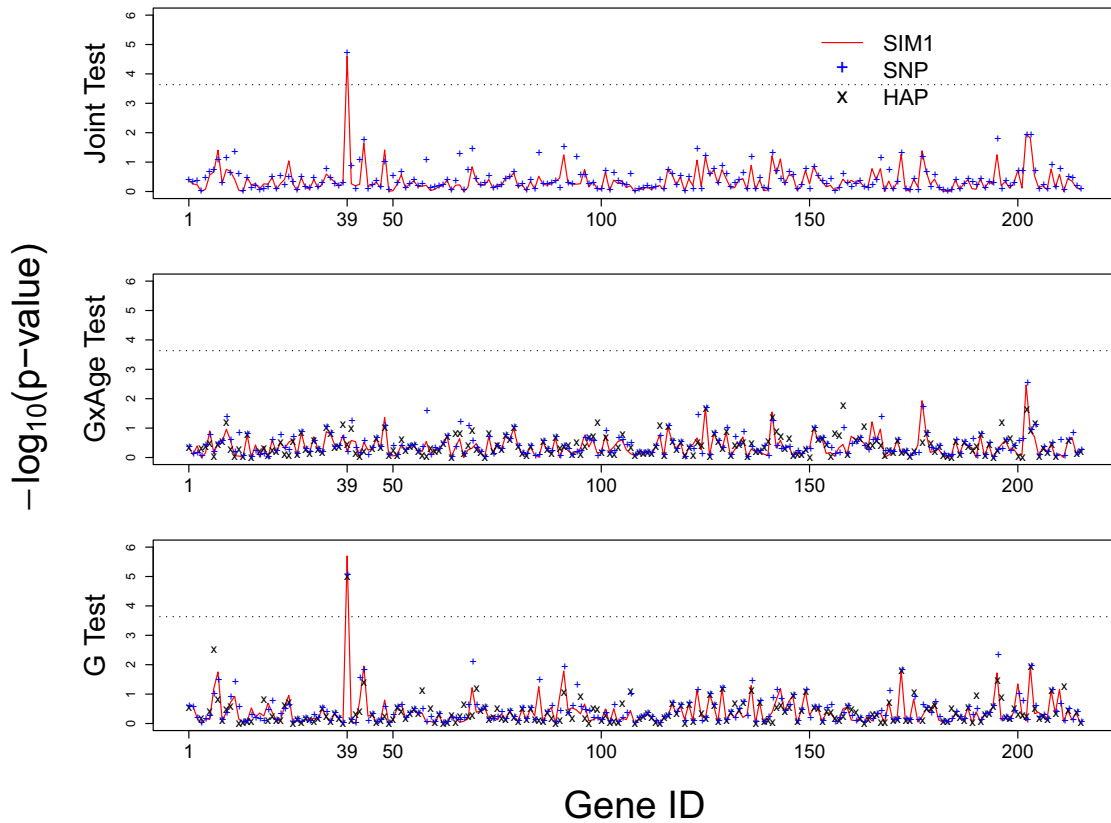 Joint Test
0 1 2 3 4 5 6
SIM1
+ SNP
x HAP
1 39 50 100 150 200
−log10(p−value)
GxAge Test
0 1 2 3 4 5 6
1 39 50 100 150 200
G Test
0 1 2 3 4 5 6
1 39 50 100 150 200
Gene ID